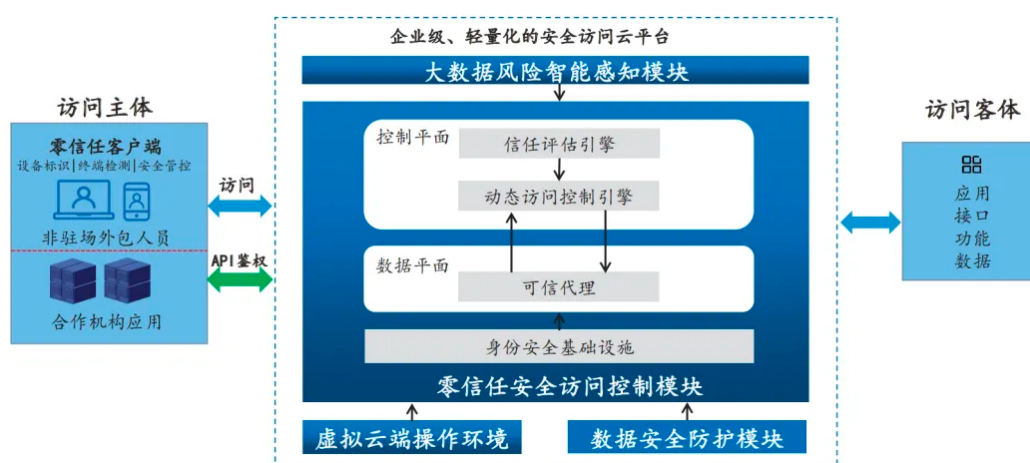 企业级、轻量化的安全访问云平台
大数据风险智能感知模块
访问主体
零信任客户端
设备标识|终端检测|安全管控
非驻场外包人员
合作机构应用
访问
API鉴权
控制平面
信任评估引擎
动态访问控制引擎
数据平面
可信代理
身份安全基础设施
零信任安全访问控制模块
虚拟云端操作环境
数据安全防护模块
访问客体
应用
接口
功能
数据